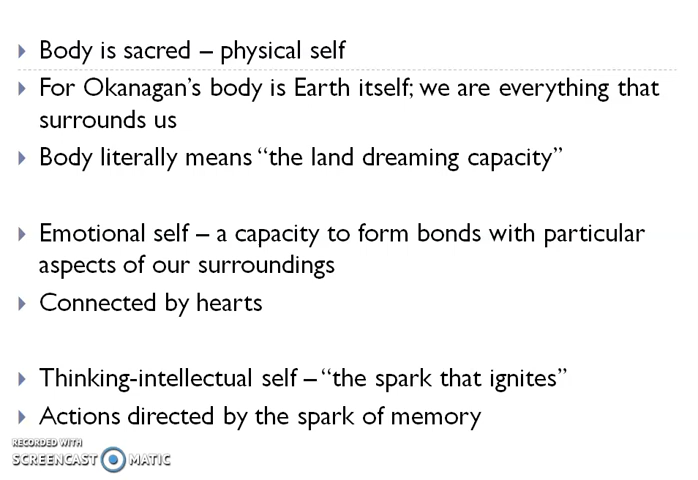 Body is sacred – physical self
For Okanagan's body is Earth itself; we are everything that
surrounds us
Body literally means “the land dreaming capacity”
Emotional self – a capacity to form bonds with particular
aspects of our surroundings
Connected by hearts
Thinking-intellectual self – “the spark that ignites”
Actions directed by the spark of memory
RECORDED WITH
SCREENCAST MATIC